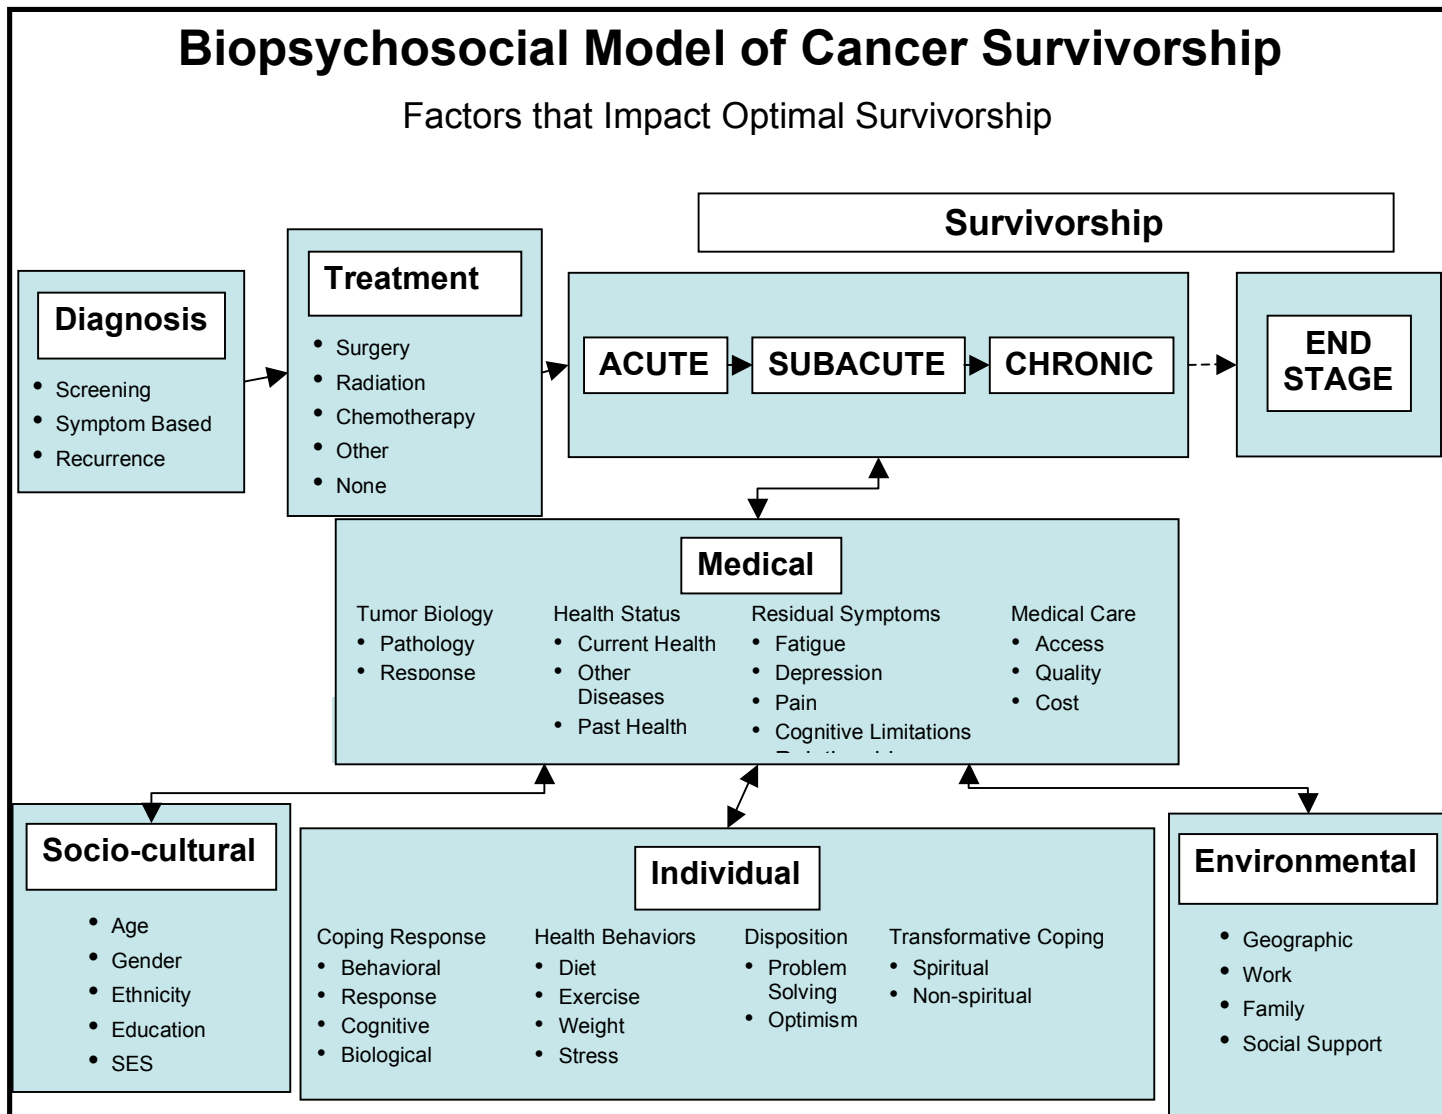 Biopsychosocial Model of Cancer Survivorship
Factors that Impact Optimal Survivorship
Survivorship
Diagnosis
• Screening
• Symptom Based
• Recurrence
Treatment
• Surgery
• Radiation
• Chemotherapy
• Other
• None
ACUTE
SUBACUTE
CHRONIC
END
STAGE
Medical
Tumor Biology
• Pathology
• Response
Health Status
• Current Health
• Other
Diseases
• Past Health
Residual Symptoms
• Fatigue
• Depression
• Pain
• Cognitive Limitations
Medical Care
• Access
• Quality
• Cost
Socio-cultural
• Age
• Gender
• Ethnicity
• Education
• SES
Individual
Coping Response
• Behavioral
• Response
• Cognitive
• Biological
Health Behaviors
• Diet
• Exercise
• Weight
• Stress
Disposition
• Problem
Solving
• Optimism
Transformative Coping
• Spiritual
• Non-spiritual
Environmental
• Geographic
• Work
• Family
• Social Support